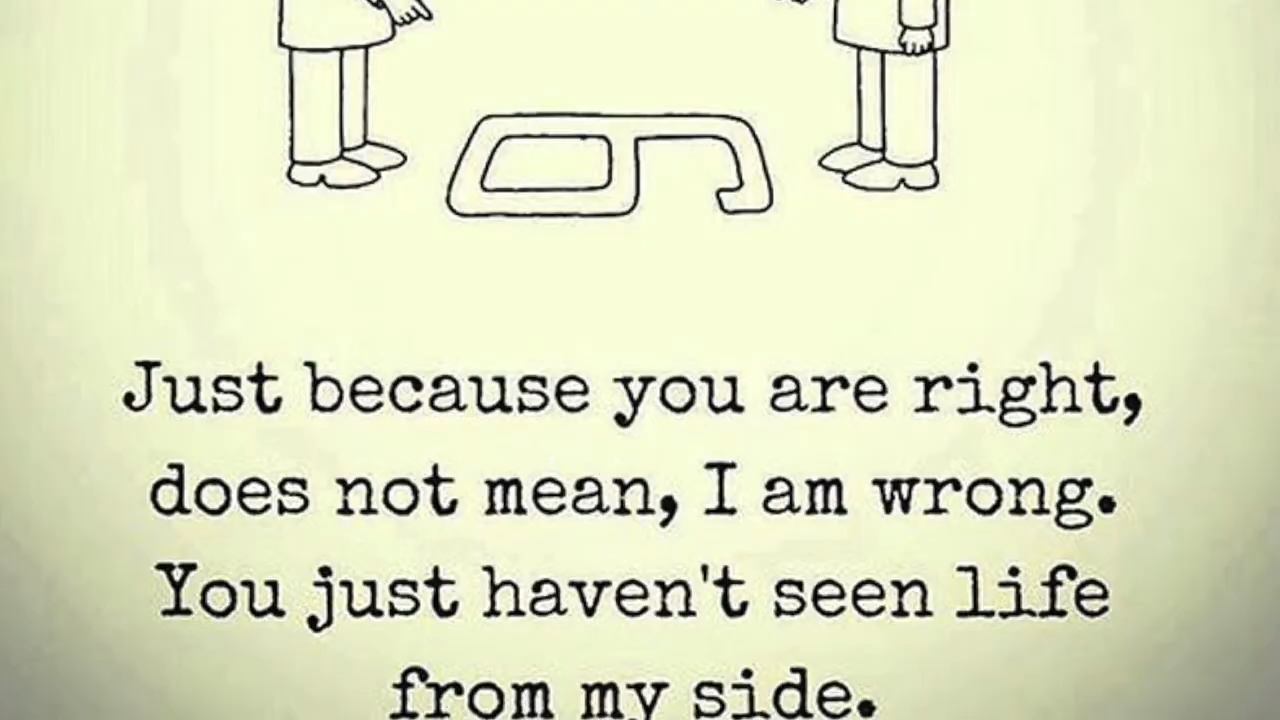 Just because you are right,
does not mean, I am wrong.
You just haven't seen life
from my side.